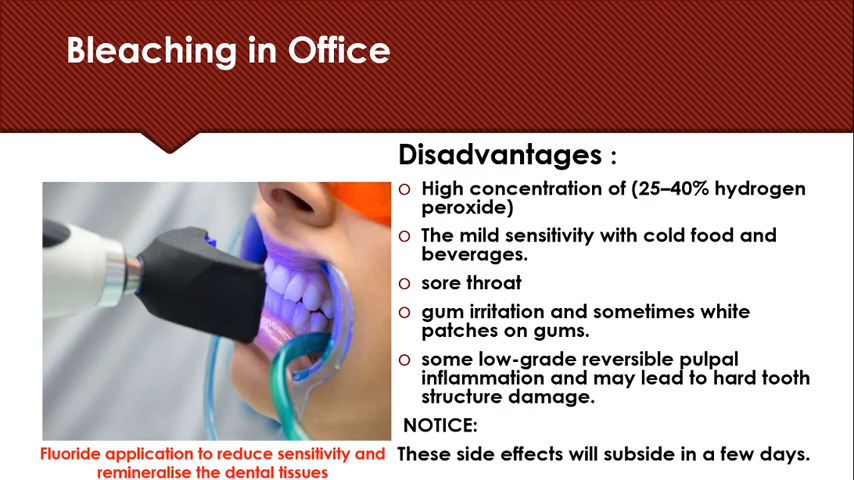 Bleaching in Office
Disadvantages :
High concentration of (25–40% hydrogen
peroxide)
The mild sensitivity with cold food and
beverages.
sore throat
gum irritation and sometimes white
patches on gums.
some low-grade reversible pulpal
inflammation and may lead to hard tooth
structure damage.
NOTICE:
These side effects will subside in a few days.
Fluoride application to reduce sensitivity and
remineralise the dental tissues